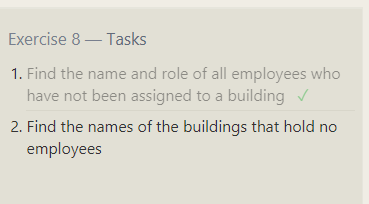 Exercise 8 — Tasks
1. Find the name and role of all employees who
have not been assigned to a building ✓
2. Find the names of the buildings that hold no
employees